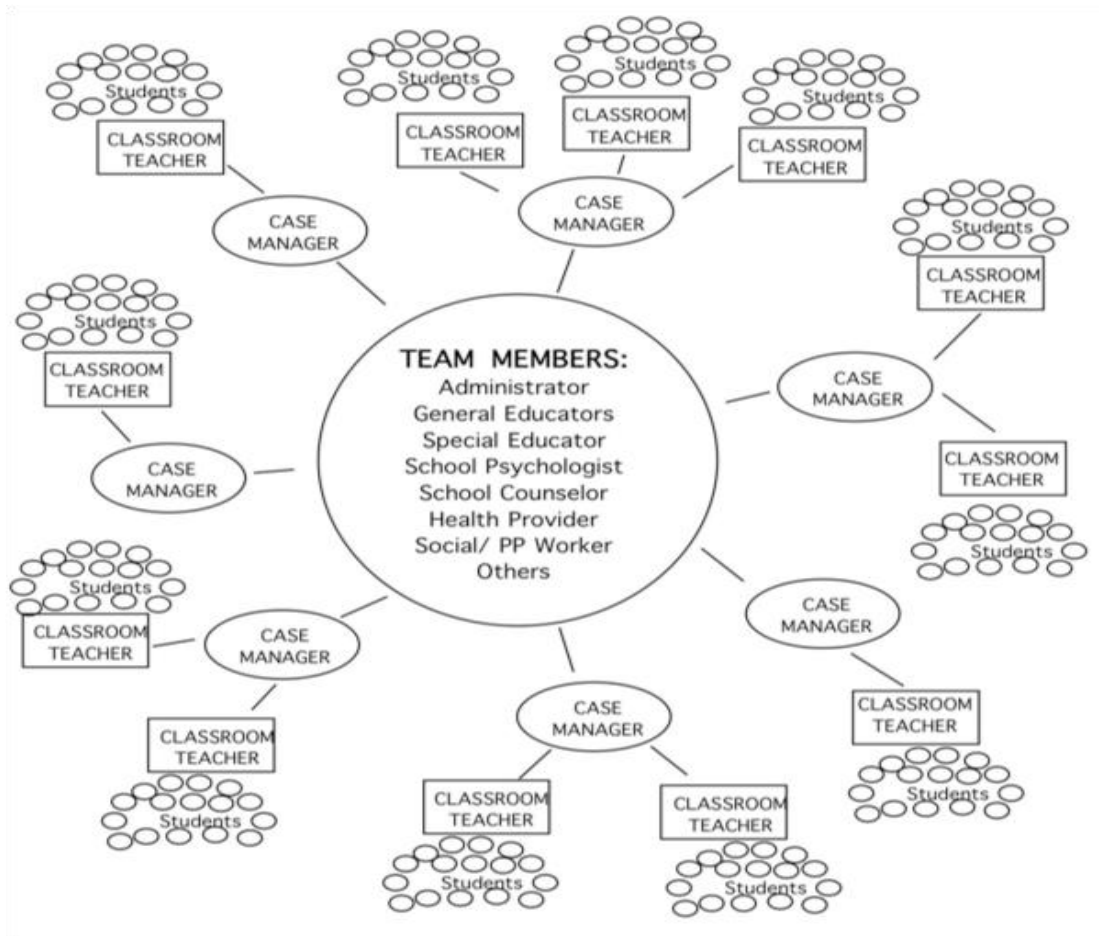 Students
CLASSROOM
TEACHER
CASE
MANAGER
Students
CLASSROOM
TEACHER
Students
CLASSROOM
TEACHER
Students
CLASSROOM
TEACHER
CASE
MANAGER
Students
CLASSROOM
TEACHER
CASE
MANAGER
CLASSROOM
TEACHER
Students
Students
CLASSROOM
TEACHER
CASE
MANAGER
TEAM MEMBERS:
Administrator
General Educators
Special Educator
School Psychologist
School Counselor
Health Provider
Social/ PP Worker
Others
Students
CLASSROOM
TEACHER
CASE
MANAGER
CLASSROOM
TEACHER
Students
CASE
MANAGER
CLASSROOM
TEACHER
Students
CLASSROOM
TEACHER
Students
CASE
MANAGER
CLASSROOM
TEACHER
Students